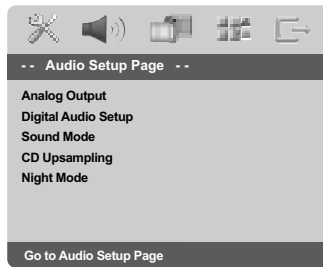 - -  Audio Setup Page  - -
Analog Output
Digital Audio Setup
Sound Mode
CD Upsampling
Night Mode
Go to Audio Setup Page